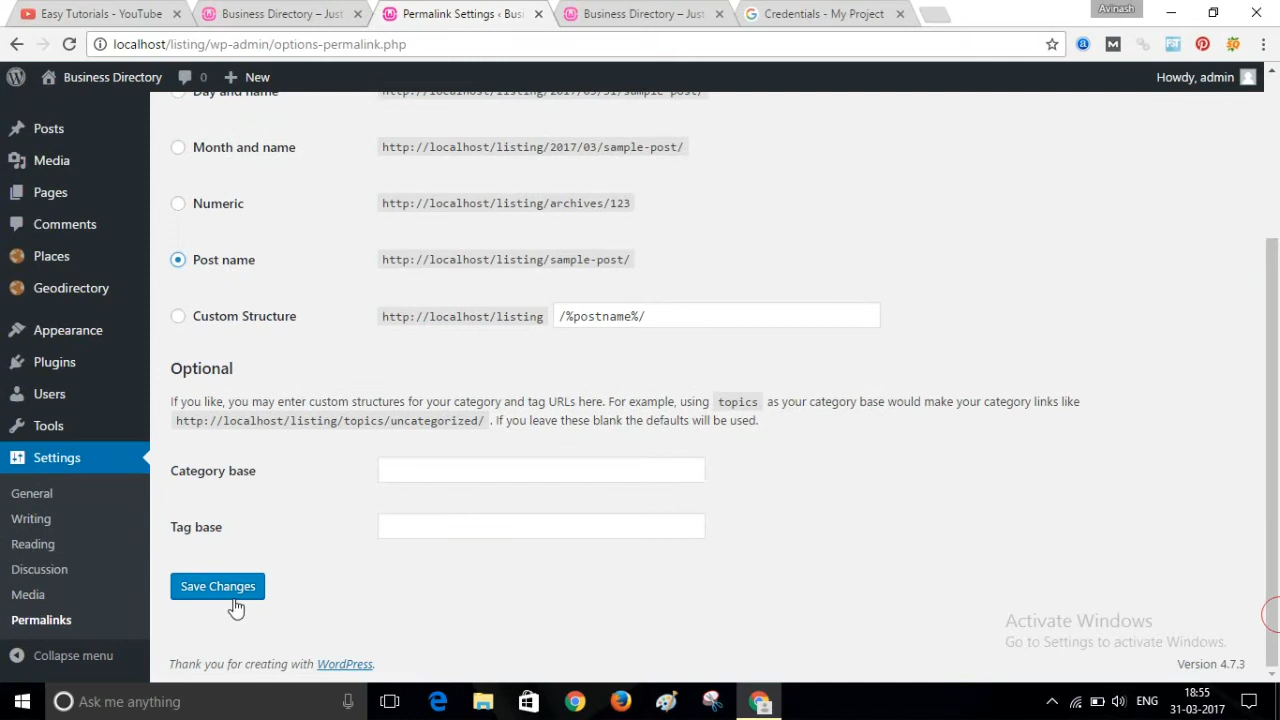 Easy Tutorials - YouTube
Business Directory – Just
Permalink Settings ‹ Busi
Business Directory – Just
Credentials - My Project
Avinash
localhost/listing/wp-admin/options-permalink.php
Business Directory
0
New
Howdy, admin
Posts
Media
Pages
Comments
Places
Geodirectory
Appearance
Plugins
Users
Tools
Settings
General
Writing
Reading
Discussion
Media
Permalinks
Collapse menu
Day and name http://localhost/listing/2017/03/31/sample-post/
Month and name http://localhost/listing/2017/03/sample-post/
Numeric http://localhost/listing/archives/123
Post name http://localhost/listing/sample-post/
Custom Structure http://localhost/listing /%postname%/
Optional
If you like, you may enter custom structures for your category and tag URLs here. For example, using topics as your category base would make your category links like
http://localhost/listing/topics/uncategorized/ . If you leave these blank the defaults will be used.
Category base
Tag base
Save Changes
Activate Windows
Go to Settings to activate Windows.
Thank you for creating with WordPress.
Version 4.7.3
Ask me anything
ENG
18:55
31-03-2017